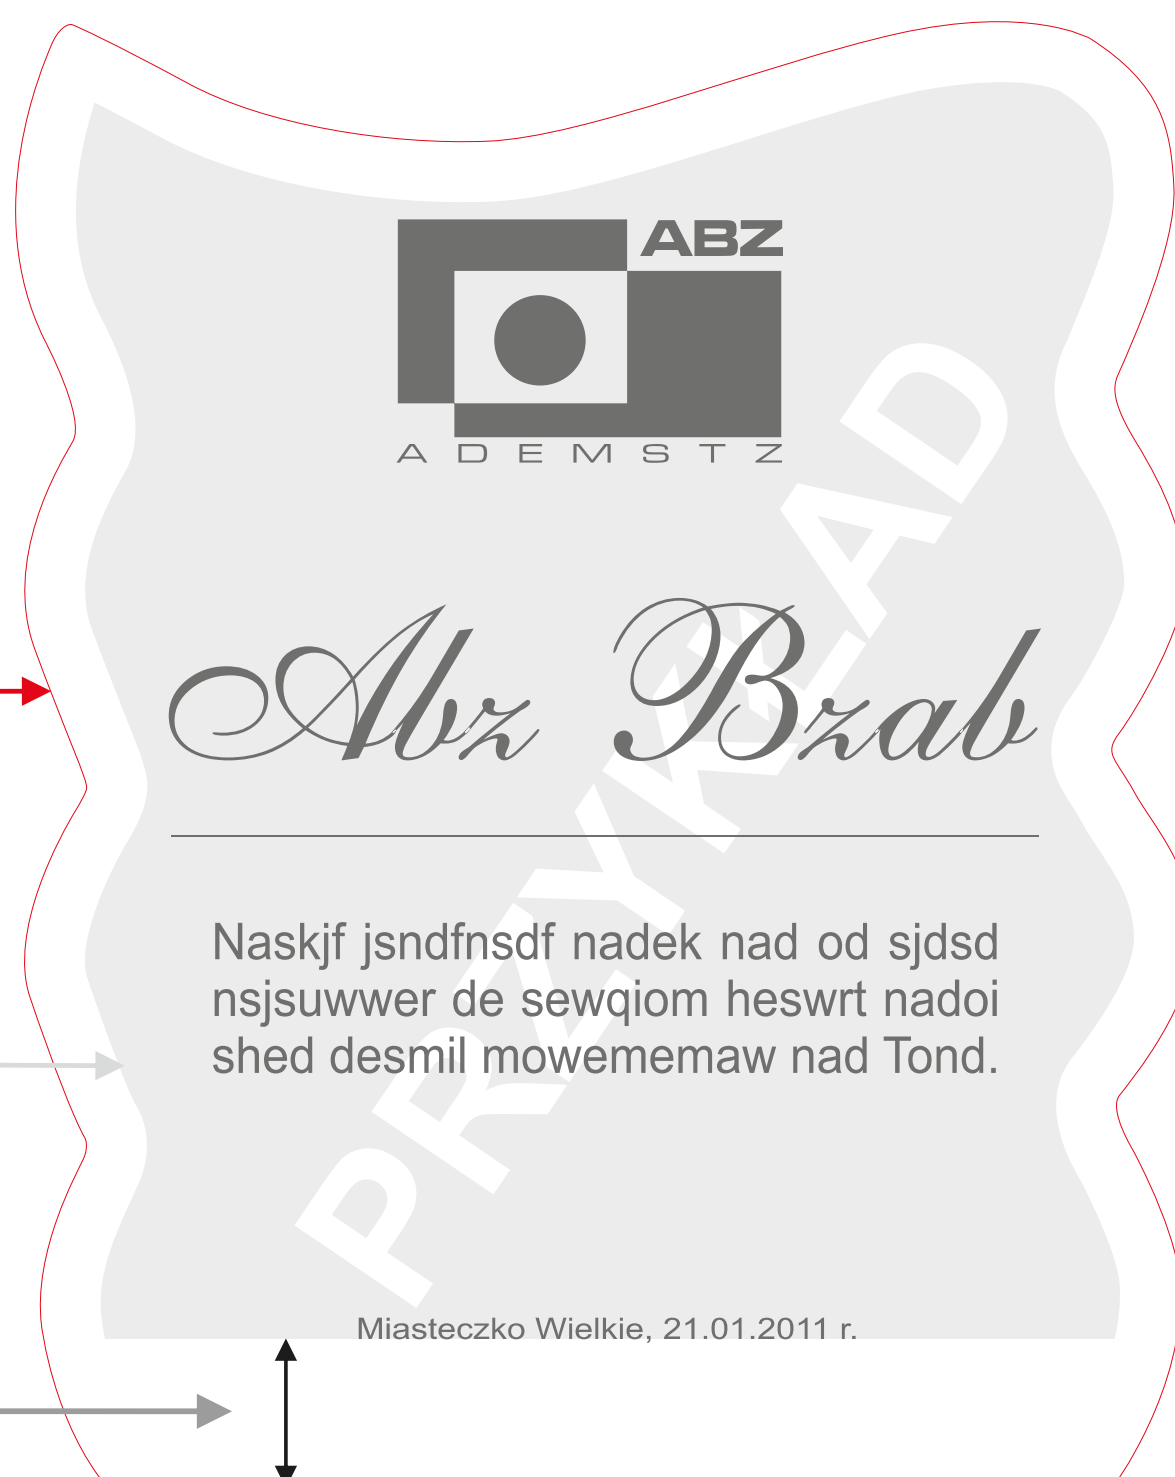 ABZ
ADEMSTZ
Abz Bzab
Naskjf jsndfnsdf nadek nad od sjdsd
nsjsuwwer de sewqiom heswrt nadoi
shed desmil mowememaw nad Tond.
Miasteczko Wielkie, 21.01.2011 r.
PRZYKŁAD